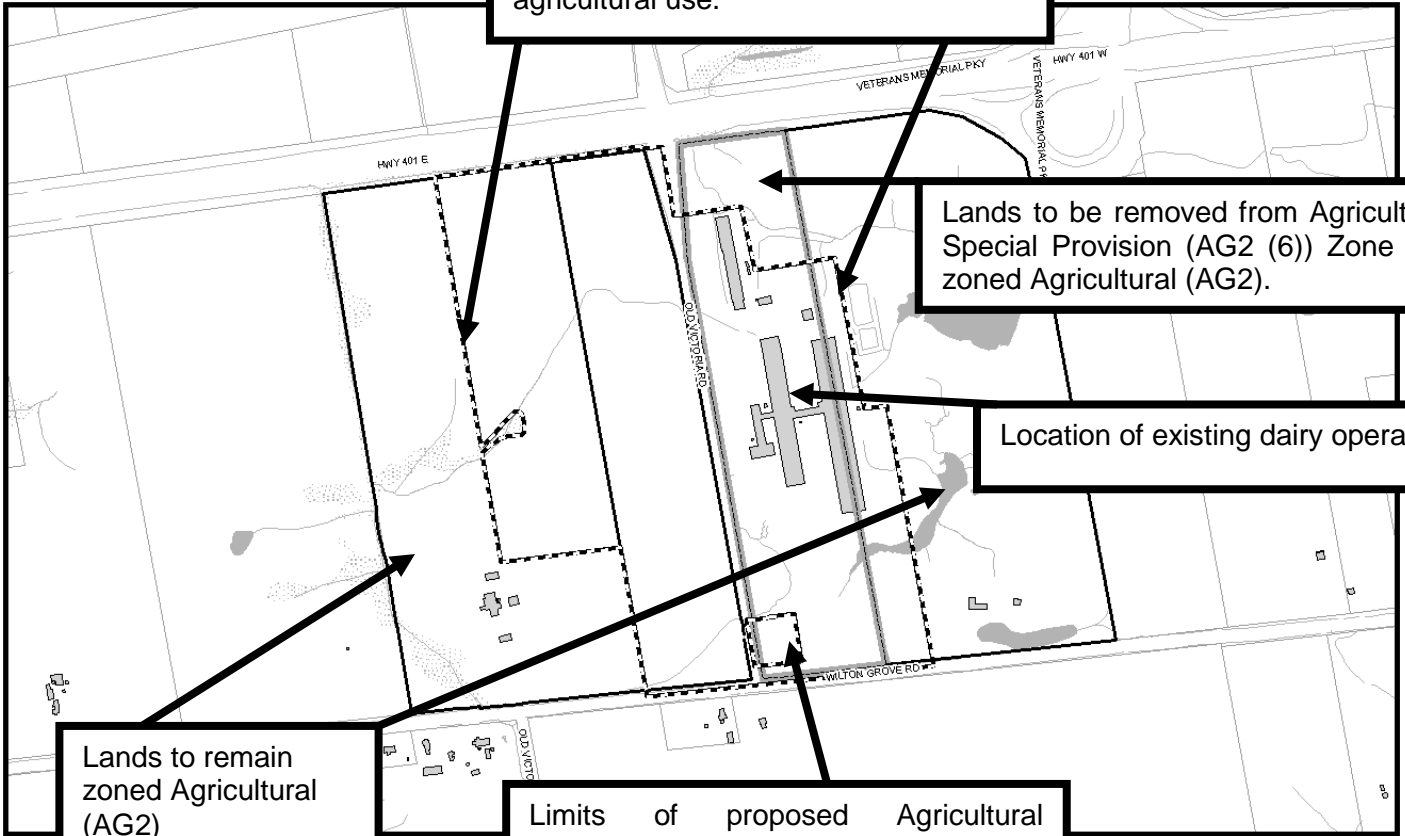 agricultural use.
VETERANS MEMORIAL PKY
HWY 401 W
VETERANS MEMORIAL PK
HWY 401 E
Lands to be removed from Agricult
Special Provision (AG2 (6)) Zone
zoned Agricultural (AG2).
OLD VICTORIA RD
Location of existing dairy opera
WILTON GROVE RD
OLD VICTO
Lands to remain
zoned Agricultural
(AG2)
Limits of proposed Agricultural